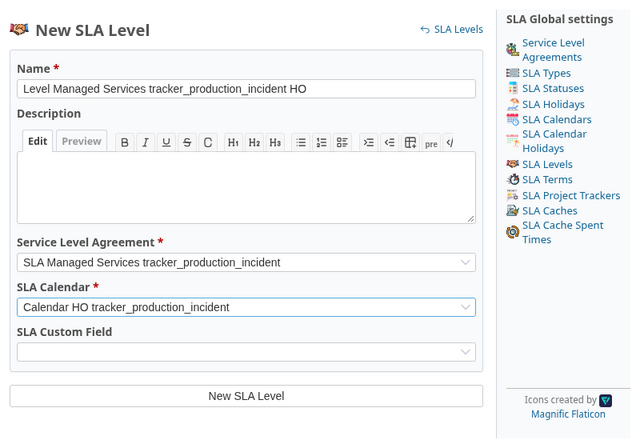 New SLA Level
SLA Levels
Name *
Level Managed Services tracker_production_incident HO
Description
Edit Preview B I U S C H1 H2 H3 pre
Service Level Agreement *
SLA Managed Services tracker_production_incident
SLA Calendar *
Calendar HO tracker_production_incident
SLA Custom Field
New SLA Level
SLA Global settings
Service Level
Agreements
SLA Types
SLA Statuses
SLA Holidays
SLA Calendars
SLA Calendar
Holidays
SLA Levels
SLA Terms
SLA Project Trackers
SLA Caches
SLA Cache Spent
Times
Icons created by
Magnific Flaticon